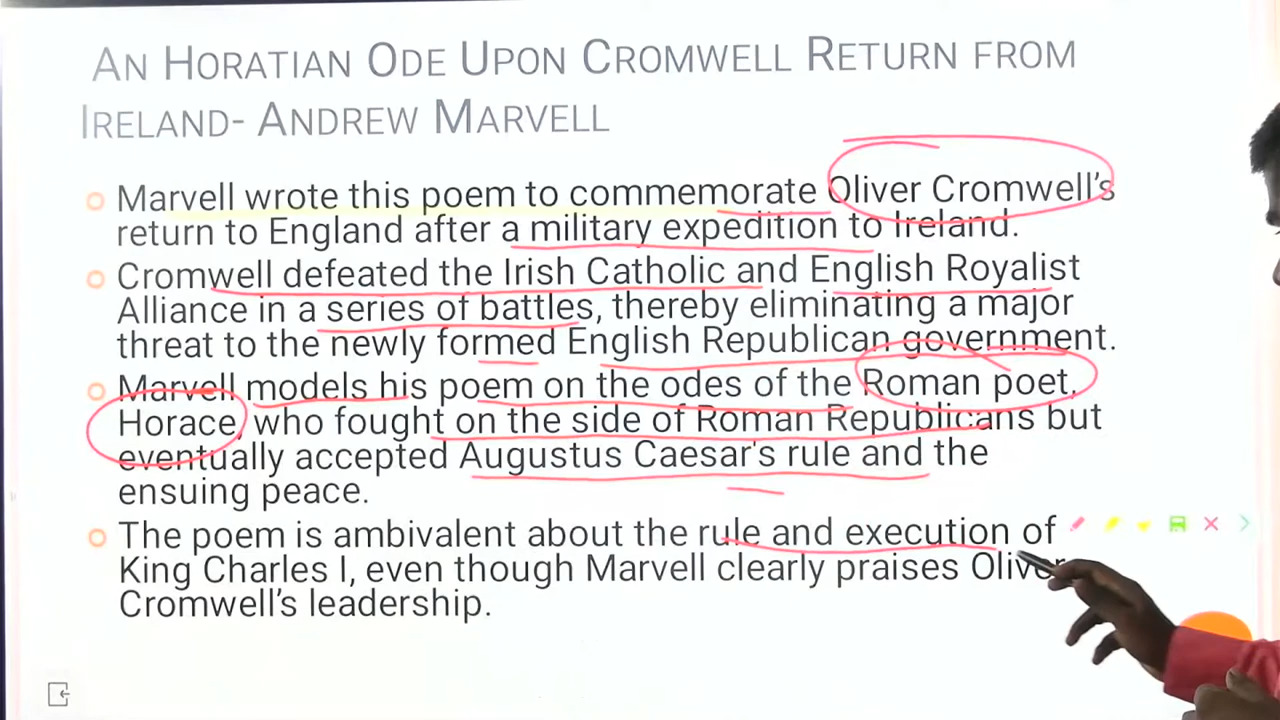 AN HORATIAN ODE UPON CROMWELL RETURN FROM
IRELAND- ANDREW MARVELL
Marvell wrote this poem to commemorate Oliver Cromwell's
return to England after a military expedition to Ireland.
Cromwell defeated the Irish Catholic and English Royalist
Alliance in a series of battles, thereby eliminating a major
threat to the newly formed English Republican government.
Marvell models his poem on the odes of the Roman poet,
Horace, who fought on the side of Roman Republicans but
eventually accepted Augustus Caesar's rule and the
ensuing peace.
The poem is ambivalent about the rule and execution of
King Charles I, even though Marvell clearly praises Oliver
Cromwell's leadership.